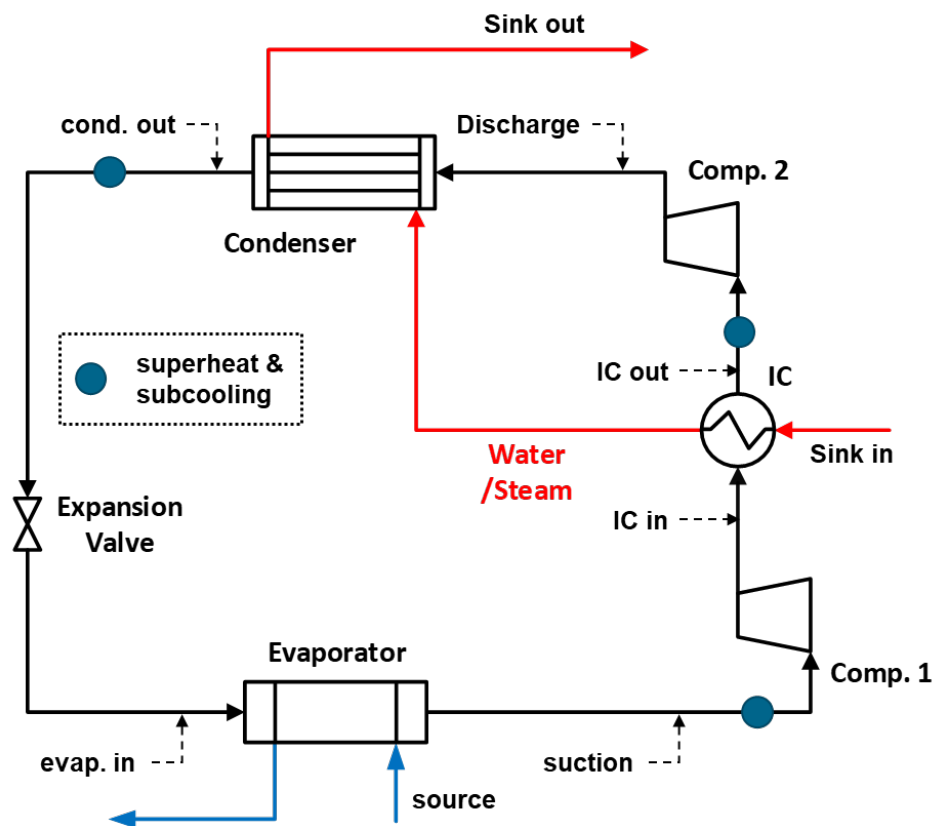 Sink out
cond. out
Discharge
Comp. 2
Condenser
superheat &
subcooling
IC out
IC
Water
/Steam
Sink in
Expansion
Valve
IC in
Evaporator
Comp. 1
evap. in
suction
source